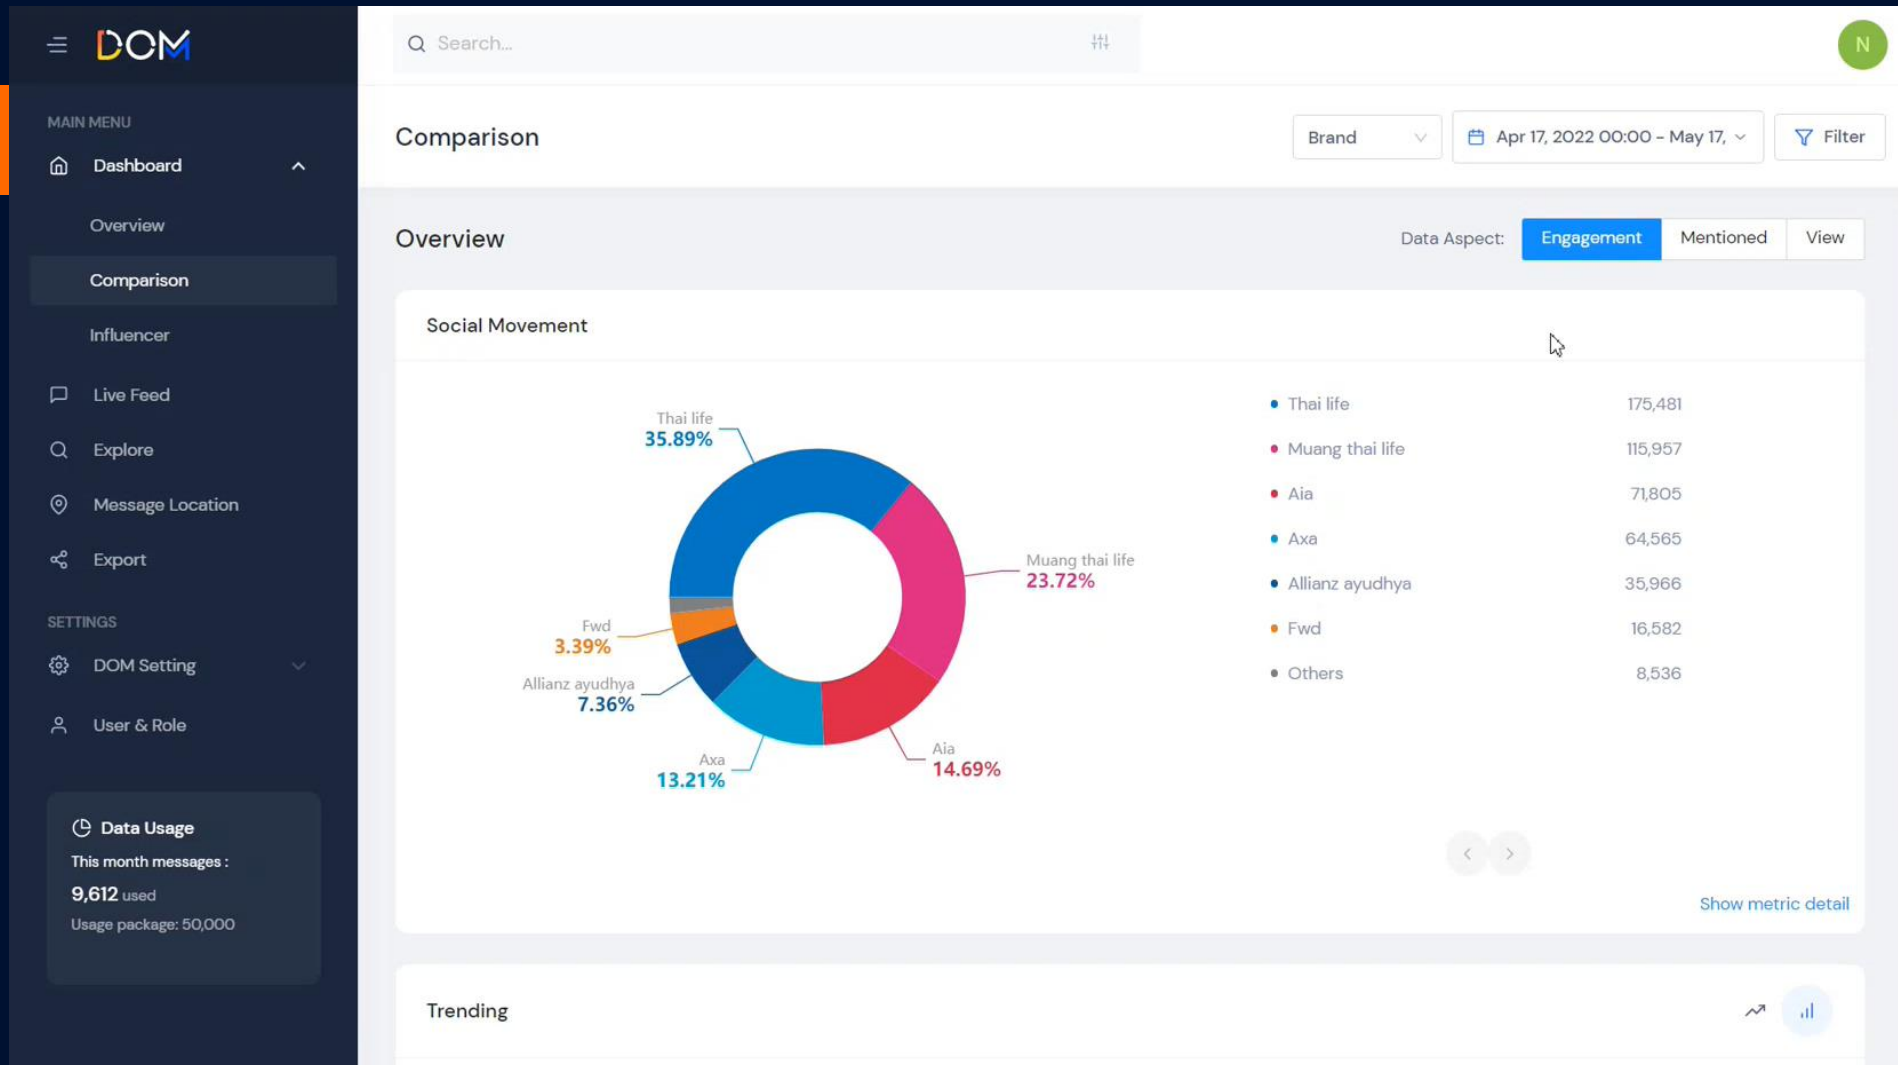 DOM
Search...
N
MAIN MENU
Dashboard
Overview
Comparison
Influencer
Live Feed
Explore
Message Location
Export
SETTINGS
DOM Setting
User & Role
Data Usage
This month messages :
9,612 used
Usage package: 50,000
Comparison
Brand
Apr 17, 2022 00:00 - May 17,
Filter
Overview
Data Aspect:
Engagement
Mentioned
View
Social Movement
Thai life
35.89%
Muang thai life
23.72%
Fwd
3.39%
Allianz ayudhya
7.36%
Axa
13.21%
Aia
14.69%
Thai life 175,481
Muang thai life 115,957
Aia 71,805
Axa 64,565
Allianz ayudhya 35,966
Fwd 16,582
Others 8,536
Show metric detail
Trending